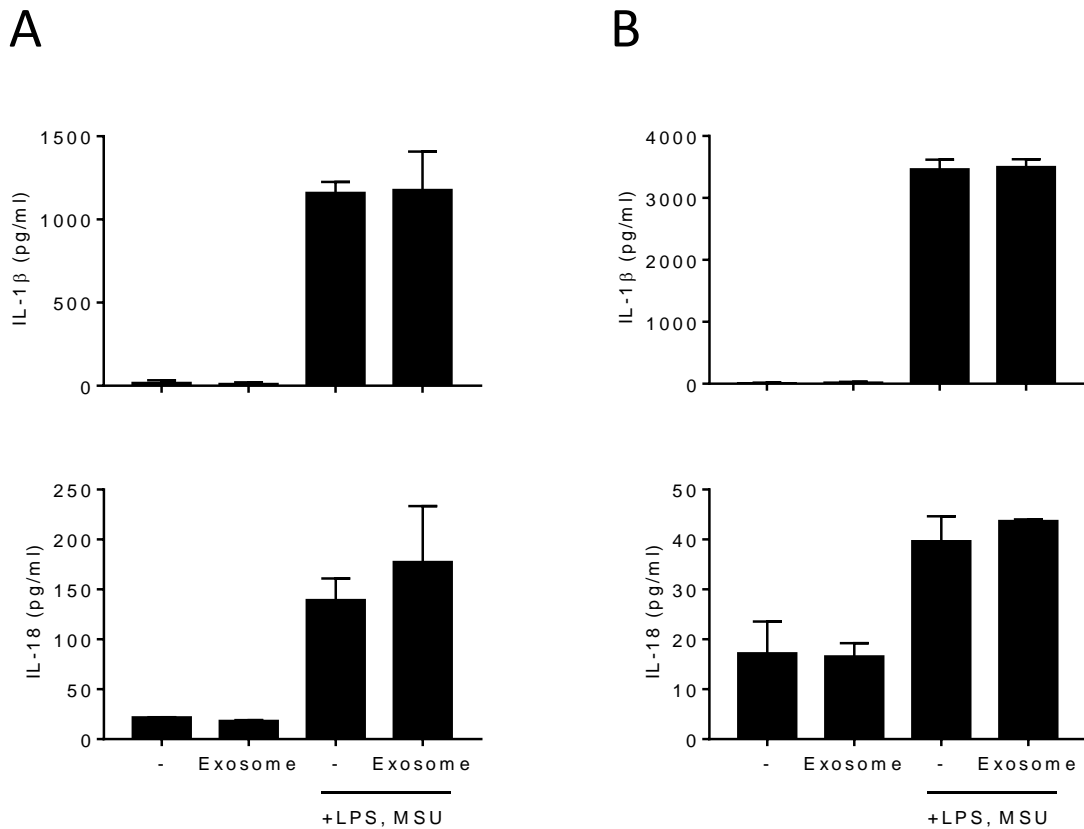 A
B
IL-1β (pg/ml)
1500
1000
500
0
IL-1β (pg/ml)
4000
3000
2000
1000
0
IL-18 (pg/ml)
250
200
150
100
50
0
- Exosome - Exosome
+LPS, MSU
IL-18 (pg/ml)
50
40
30
20
10
0
- Exosome - Exosome
+LPS, MSU